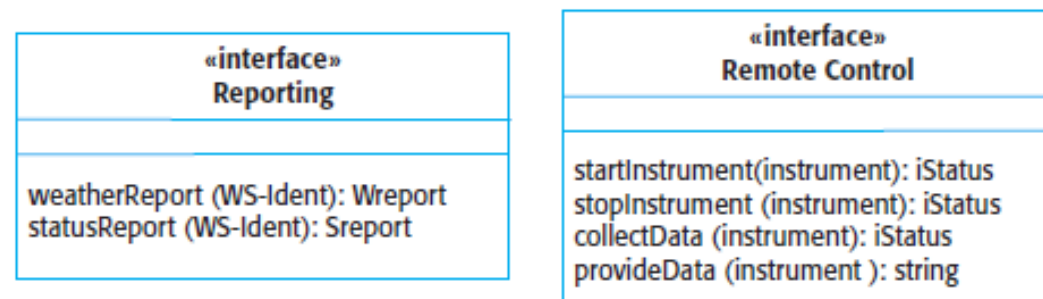 «interface»
Reporting
weatherReport (WS-Ident): Wreport
statusReport (WS-Ident): Sreport
«interface»
Remote Control
startInstrument(instrument): iStatus
stopInstrument (instrument): iStatus
collectData (instrument): iStatus
provideData (instrument ): string